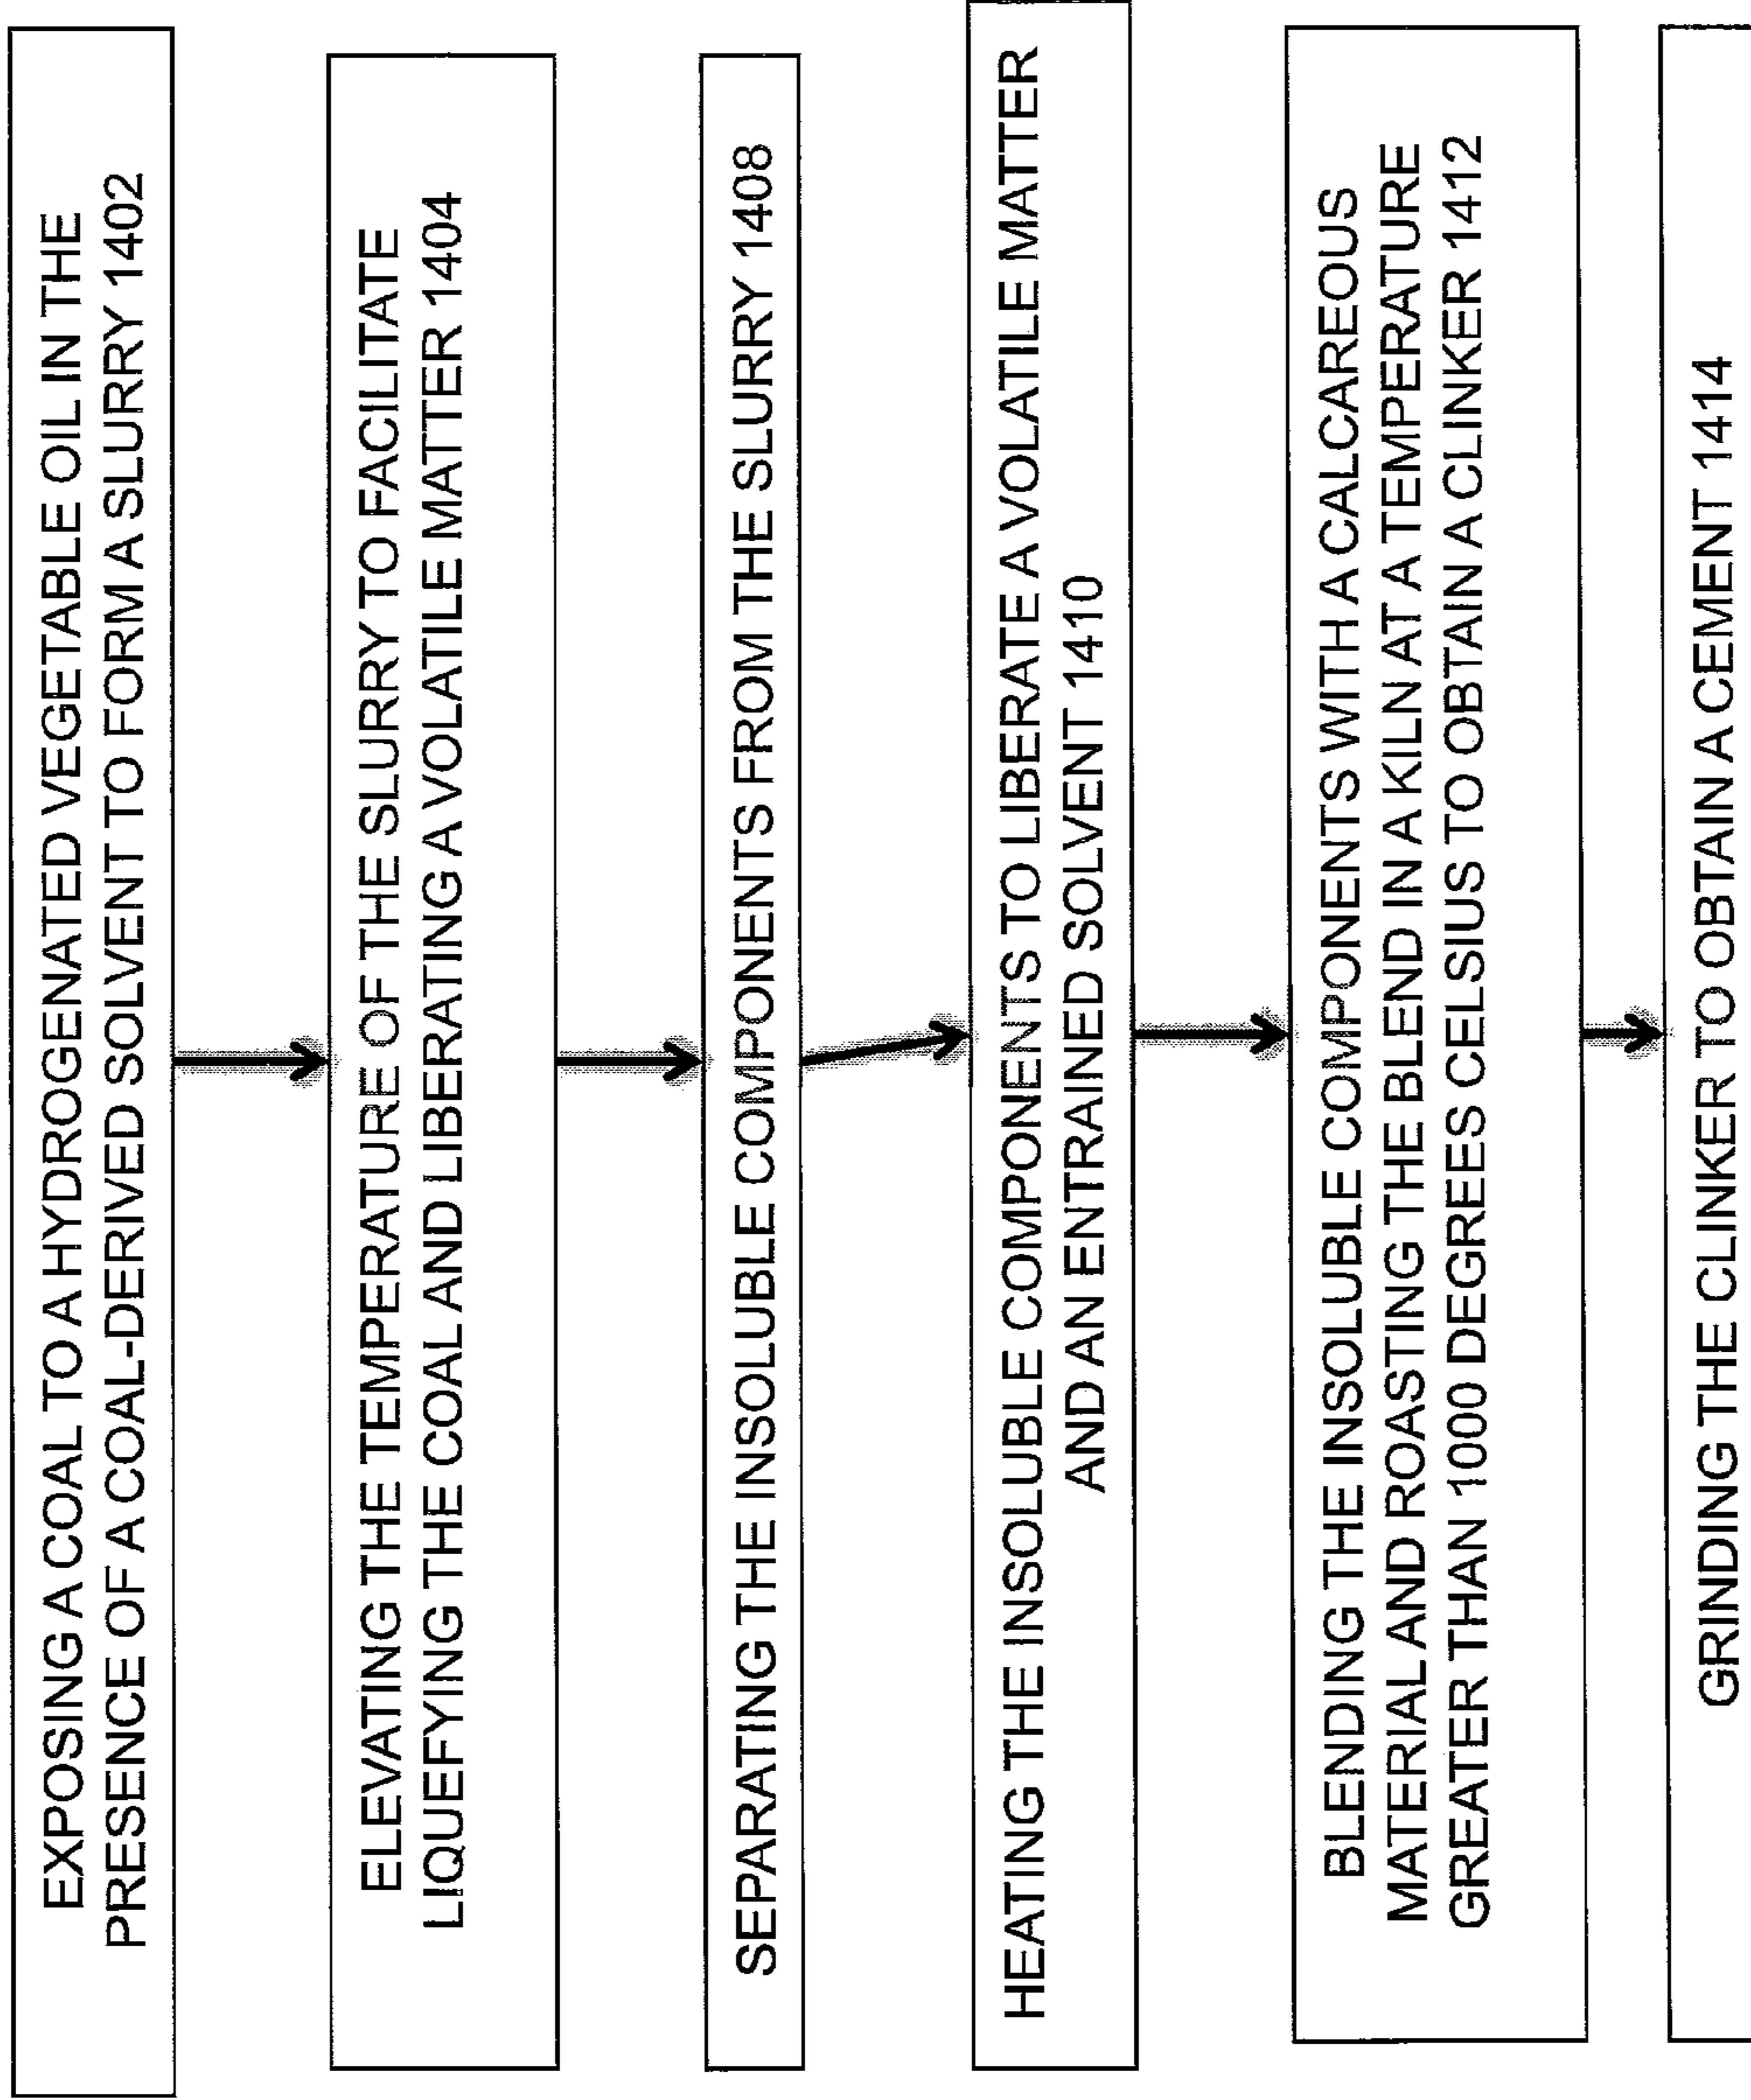 EXPOSING A COAL TO A HYDROGENATED VEGETABLE OIL IN THE
PRESENCE OF A COAL-DERIVED SOLVENT TO FORM A SLURRY 1402
ELEVATING THE TEMPERATURE OF THE SLURRY TO FACILITATE
LIQUEFYING THE COAL AND LIBERATING A VOLATILE MATTER 1404
SEPARATING THE INSOLUBLE COMPONENTS FROM THE SLURRY 1408
HEATING THE INSOLUBLE COMPONENTS TO LIBERATE A VOLATILE MATTER
AND AN ENTRAINED SOLVENT 1410
BLENDING THE INSOLUBLE COMPONENTS WITH A CALCAREOUS
MATERIAL AND ROASTING THE BLEND IN A KILN AT A TEMPERATURE
GREATER THAN 1000 DEGREES CELSIUS TO OBTAIN A CLINKER 1412
GRINDING THE CLINKER TO OBTAIN A CEMENT 1414